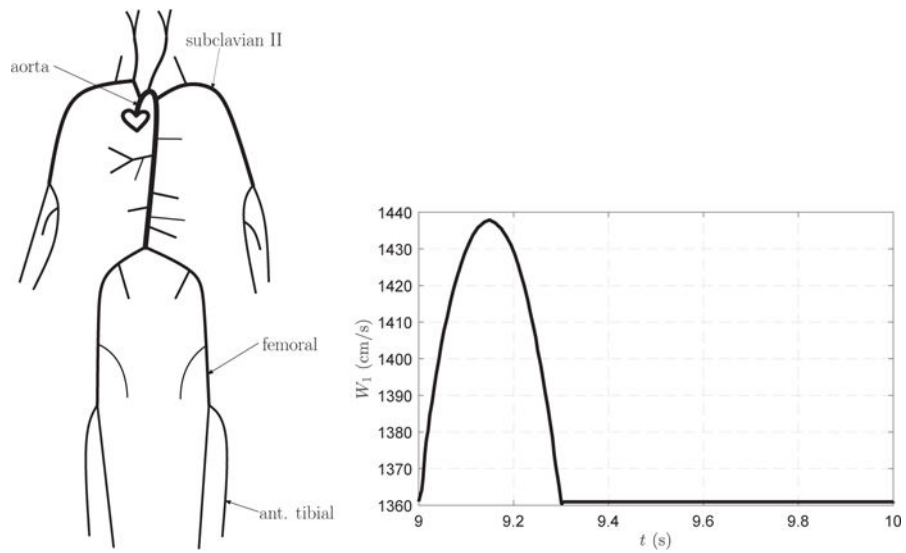 subclavian II
aorta
femoral
ant. tibial
1440
1430
1420
1410
1400
1390
1380
1370
1360
W₁ (cm/s)
9 9.2 9.4 9.6 9.8 10
t (s)